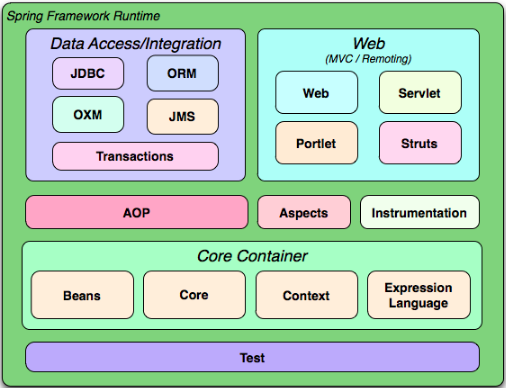 Spring Framework Runtime
Data Access/Integration
JDBC
ORM
OXM
JMS
Transactions
Web
(MVC / Remoting)
Web
Servlet
Portlet
Struts
AOP
Aspects
Instrumentation
Core Container
Beans
Core
Context
Expression
Language
Test